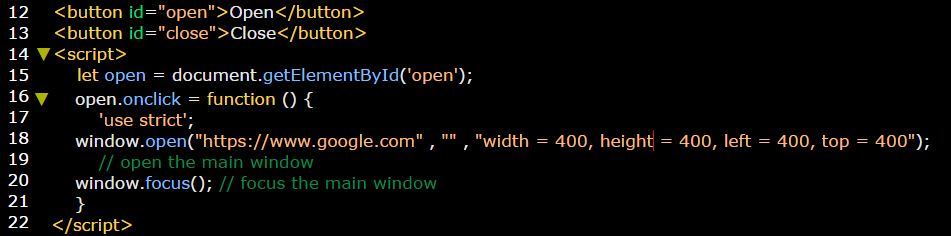 12 <button id="open">Open</button>
13 <button id="close">Close</button>
14 <script>
15 let open = document.getElementById('open');
16 open.onclick = function () {
17 'use strict';
18 window.open("https://www.google.com" , "" , "width = 400, height = 400, left = 400, top = 400");
19 // open the main window
20 window.focus(); // focus the main window
21 }
22 </script>